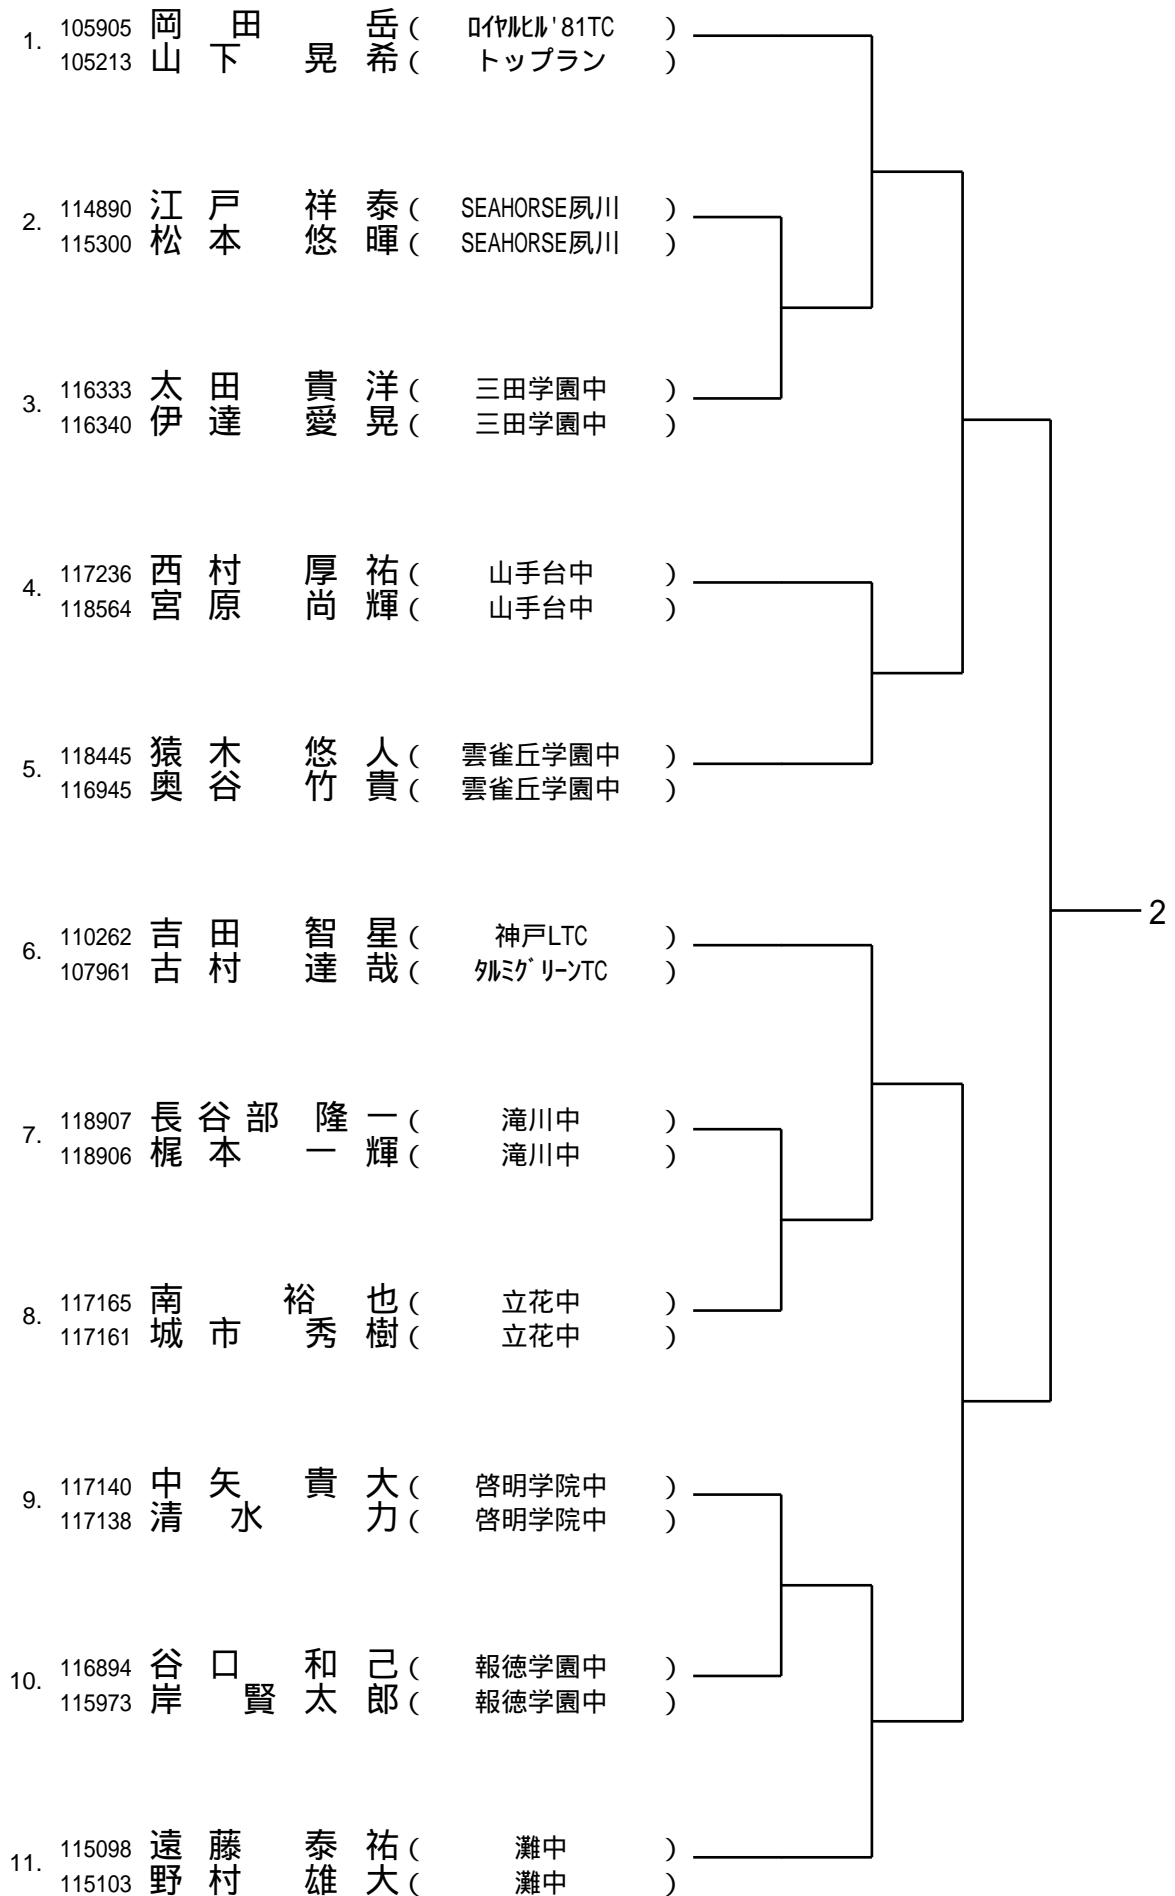 1. 105905 岡田 岳 ( ﾛｲﾔﾙﾋﾙ'81TC )
105213 山下 晃希 ( トップラン )
2. 114890 江戸 祥泰 ( SEAHORSE夙川 )
115300 松本 悠暉 ( SEAHORSE夙川 )
3. 116333 太田 貴洋 ( 三田学園中 )
116340 伊達 愛晃 ( 三田学園中 )
4. 117236 西村 厚祐 ( 山手台中 )
118564 宮原 尚輝 ( 山手台中 )
5. 118445 猿木 悠人 ( 雲雀丘学園中 )
116945 奥谷 竹貴 ( 雲雀丘学園中 )
2
6. 110262 吉田 智星 ( 神戸LTC )
107961 古村 達哉 ( ﾀﾙﾐｸﾞﾘｰﾝTC )
7. 118907 長谷部 隆一 ( 滝川中 )
118906 梶本 一輝 ( 滝川中 )
8. 117165 南 裕也 ( 立花中 )
117161 城市 秀樹 ( 立花中 )
9. 117140 中矢 貴大 ( 啓明学院中 )
117138 清水 力 ( 啓明学院中 )
10. 116894 谷口 和己 ( 報徳学園中 )
115973 岸 賢太郎 ( 報徳学園中 )
11. 115098 遠藤 泰祐 ( 灘中 )
115103 野村 雄大 ( 灘中 )